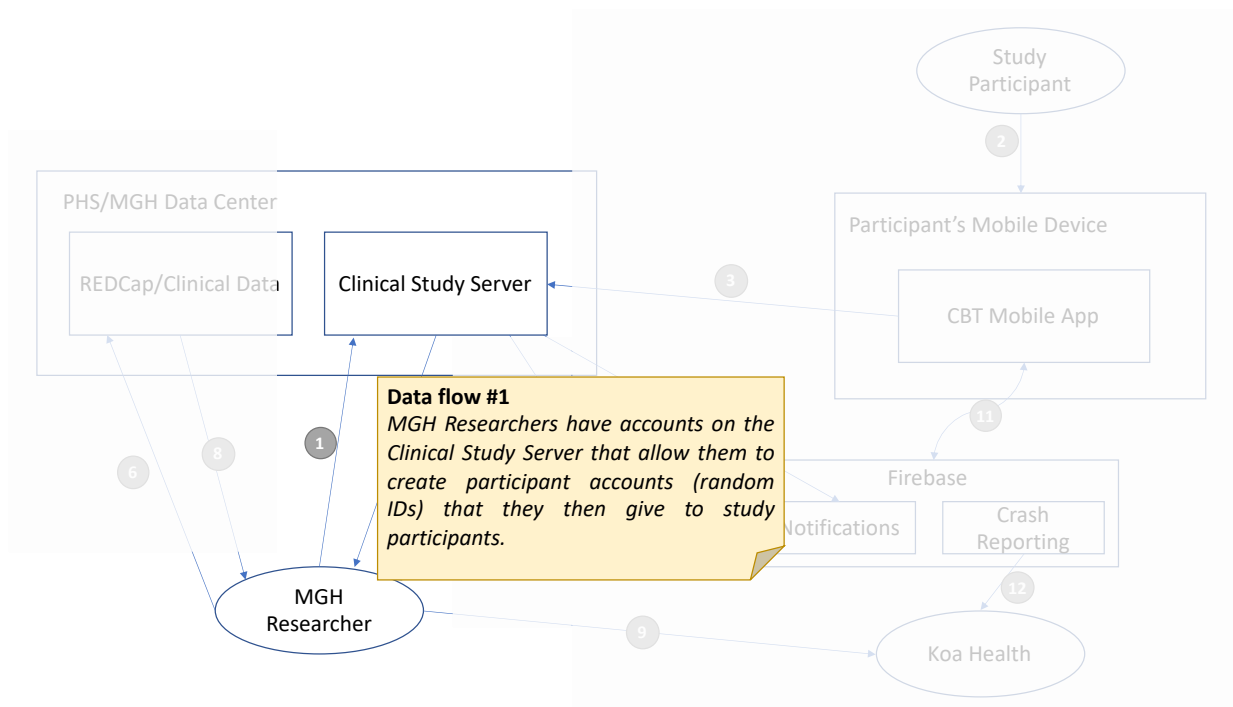 Study
Participant
2
PHS/MGH Data Center
Participant's Mobile Device
REDCap/Clinical Data
Clinical Study Server
3
CBT Mobile App
Data flow #1
MGH Researchers have accounts on the
Clinical Study Server that allow them to
create participant accounts (random
IDs) that they then give to study
participants.
1
8
6
11
Firebase
Notifications
Crash
Reporting
12
MGH
Researcher
9
Koa Health